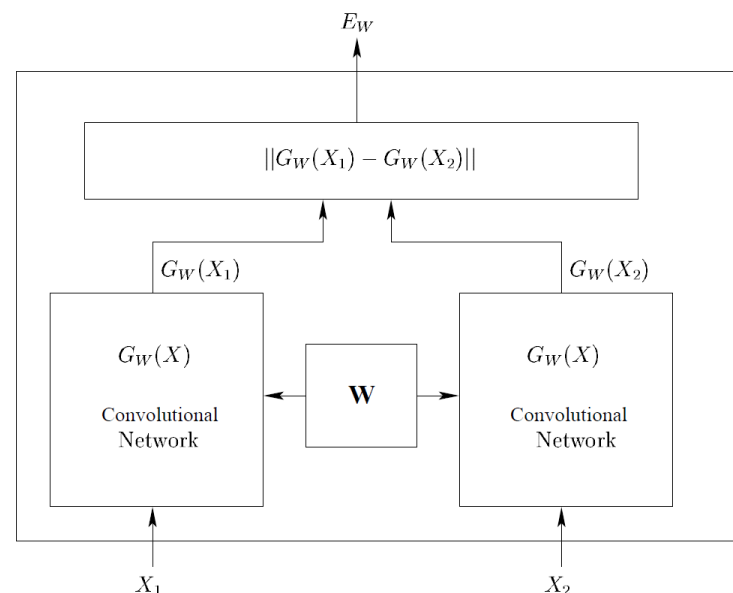 E_W
||G_W(X_1) − G_W(X_2)||
G_W(X_1)
G_W(X_2)
G_W(X)
Convolutional
Network
W
G_W(X)
Convolutional
Network
X_1
X_2